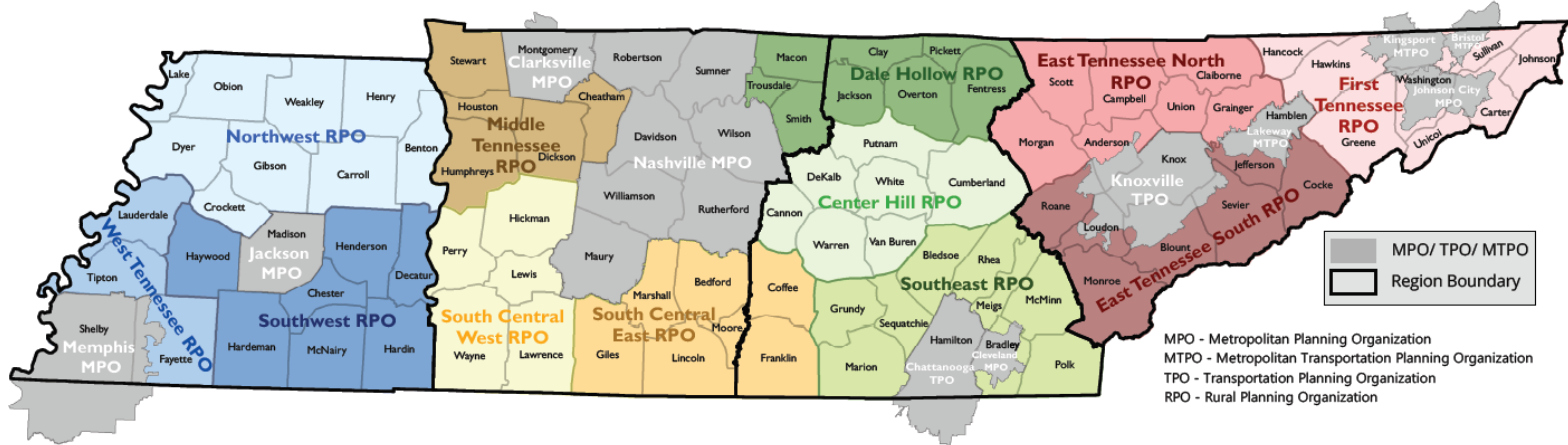 Lake
Obion
Weakley
Henry
Northwest RPO
Dyer
Gibson
Carroll
Benton
Crockett
Lauderdale
Tipton
West Tennessee RPO
Fayette
Shelby
Memphis
MPO
Haywood
Madison
Jackson
MPO
Henderson
Decatur
Chester
Southwest RPO
Hardeman
McNairy
Hardin
Stewart
Montgomery
Clarksville
MPO
Robertson
Sumner
Houston
Cheatham
Middle
Tennessee
RPO
Dickson
Humphreys
Davidson
Wilson
Nashville MPO
Williamson
Rutherford
Maury
Hickman
Perry
Lewis
South Central
West RPO
Wayne
Lawrence
Marshall
Bedford
Moore
South Central
East RPO
Giles
Lincoln
Coffee
Franklin
Macon
Trousdale
Smith
Clay
Pickett
Dale Hollow RPO
Jackson
Overton
Fentress
Putnam
DeKalb
White
Cumberland
Center Hill RPO
Cannon
Warren
Van Buren
Bledsoe
Rhea
Southeast RPO
McMinn
Meigs
Grundy
Sequatchie
Hamilton
Bradley
Cleveland
MPO
Chattanooga
TPO
Marion
Polk
East Tennessee North
RPO
Scott
Claiborne
Campbell
Union
Grainger
Morgan
Anderson
Hamblen
Lakeway
MTPO
Knox
Knoxville
TPO
Jefferson
Cocke
Roane
Sevier
Loudon
Blount
Monroe
East Tennessee South RPO
Hancock
Hawkins
Kingsport
MTPO
Bristol
MTPO
Sullivan
Johnson
Washington
Johnson City
MPO
First
Tennessee
RPO
Greene
Carter
Unicoi
MPO/ TPO/ MTPO
Region Boundary
MPO - Metropolitan Planning Organization
MTPO - Metropolitan Transportation Planning Organization
TPO - Transportation Planning Organization
RPO - Rural Planning Organization